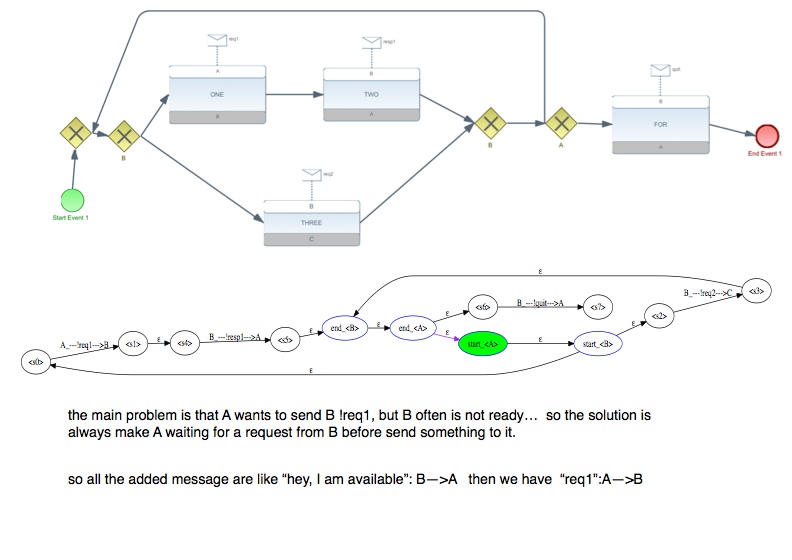 req1
resp1
A
ONE
B
B
TWO
A
quit
B
FOR
A
B
B
A
End Event 1
req2
B
THREE
C
Start Event 1
ε
B_---!req2--->C
<s3>
<s6>
B_---!quit--->A
<s7>
ε
<s2>
ε
end_<B>
ε
end_<A>
ε
start_<A>
ε
start_<B>
A_---!req1--->B
<s1>
ε
<s4>
B_---!resp1--->A
<s5>
ε
<s0>
ε
the main problem is that A wants to send B !req1, but B often is not ready... so the solution is
always make A waiting for a request from B before send something to it.
so all the added message are like “hey, I am available”: B—>A then we have “req1”:A—>B